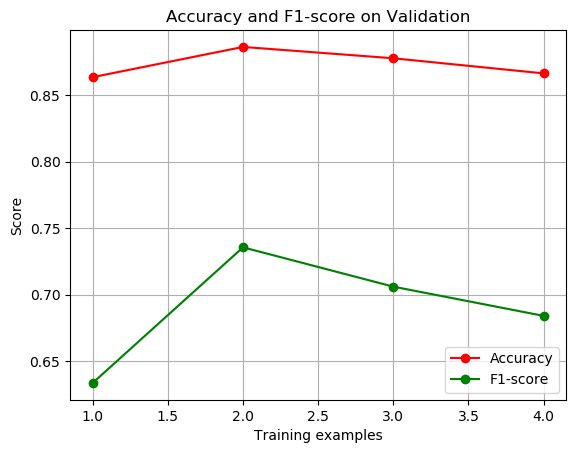 Accuracy and F1-score on Validation
Score
0.85
0.80
0.75
0.70
0.65
Accuracy
F1-score
1.0 1.5 2.0 2.5 3.0 3.5 4.0
Training examples